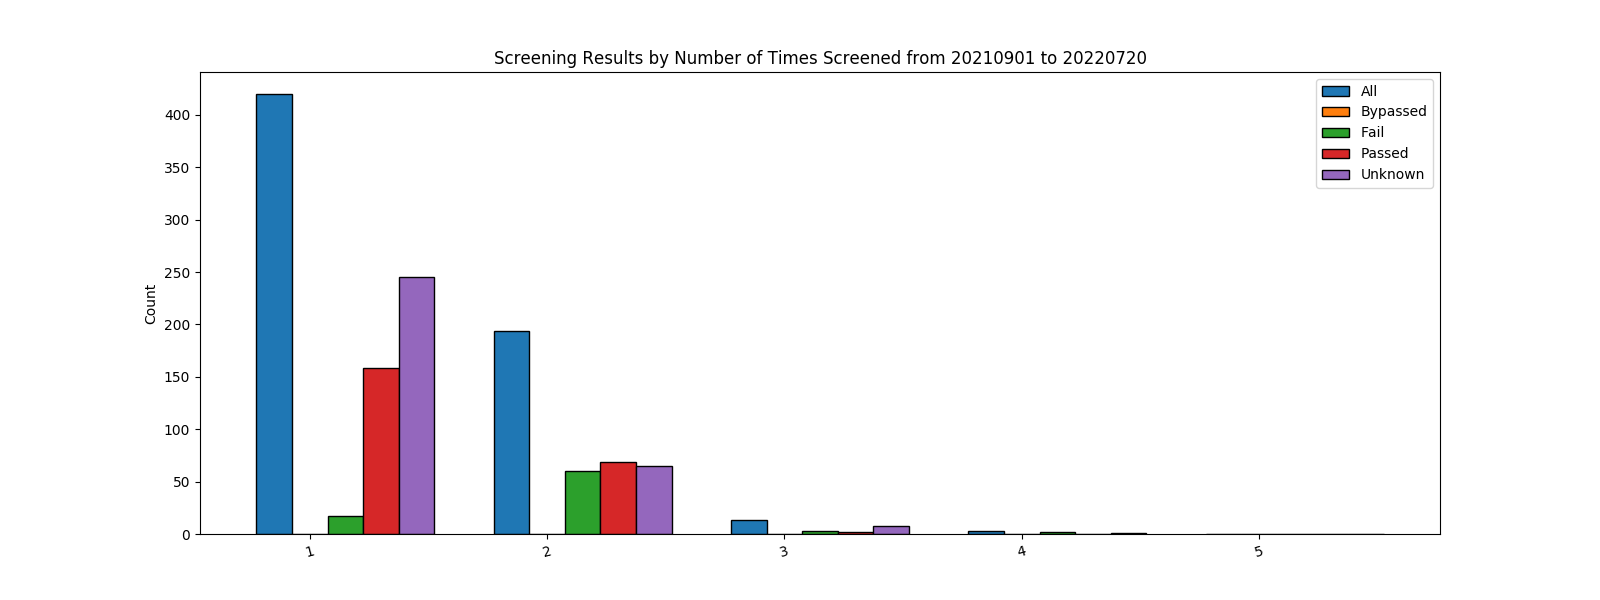 Screening Results by Number of Times Screened from 20210901 to 20220720
All
Bypassed
Fail
Passed
Unknown
400
350
300
250
200
150
100
50
0
Count
1 2 3 4 5